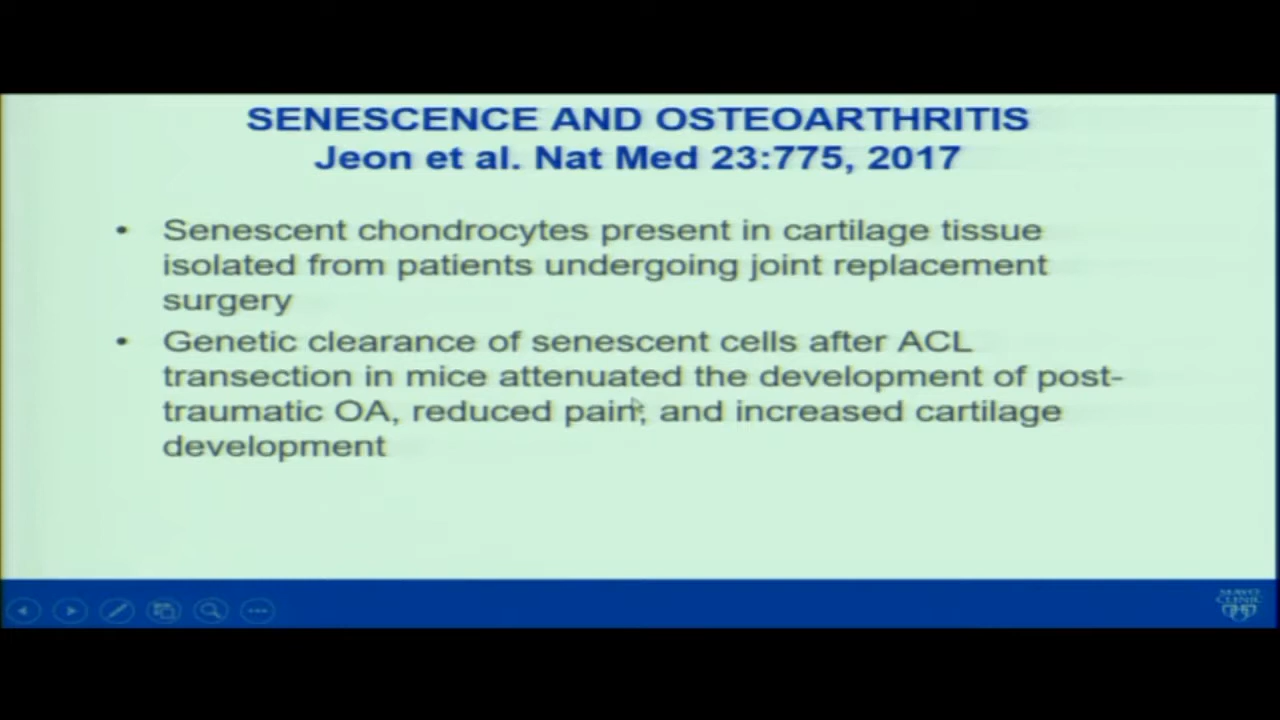 SENESCENCE AND OSTEOARTHRITIS
Jeon et al. Nat Med 23:775, 2017
• Senescent chondrocytes present in cartilage tissue
isolated from patients undergoing joint replacement
surgery
• Genetic clearance of senescent cells after ACL
transection in mice attenuated the development of post-
traumatic OA, reduced pain, and increased cartilage
development
MAYO
CLINIC